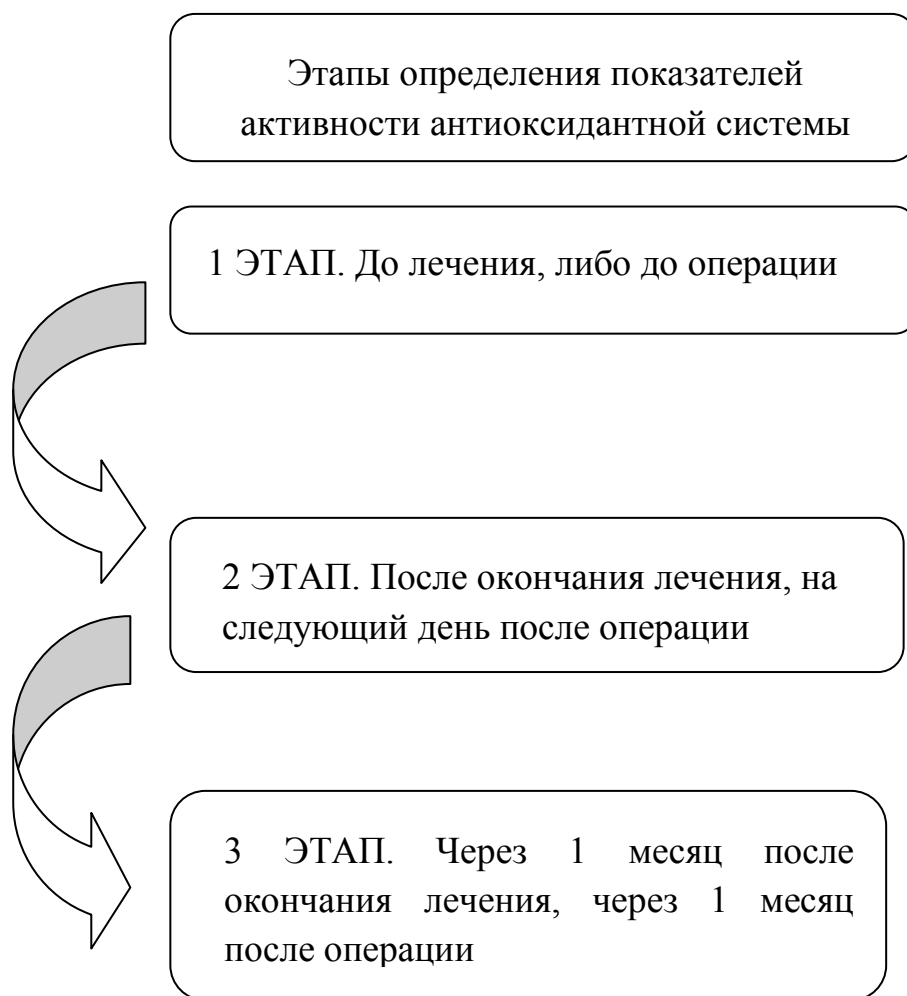 Этапы определения показателей
активности антиоксидантной системы
1 ЭТАП. До лечения, либо до операции
2 ЭТАП. После окончания лечения, на
следующий день после операции
3 ЭТАП. Через 1 месяц после
окончания лечения, через 1 месяц
после операции